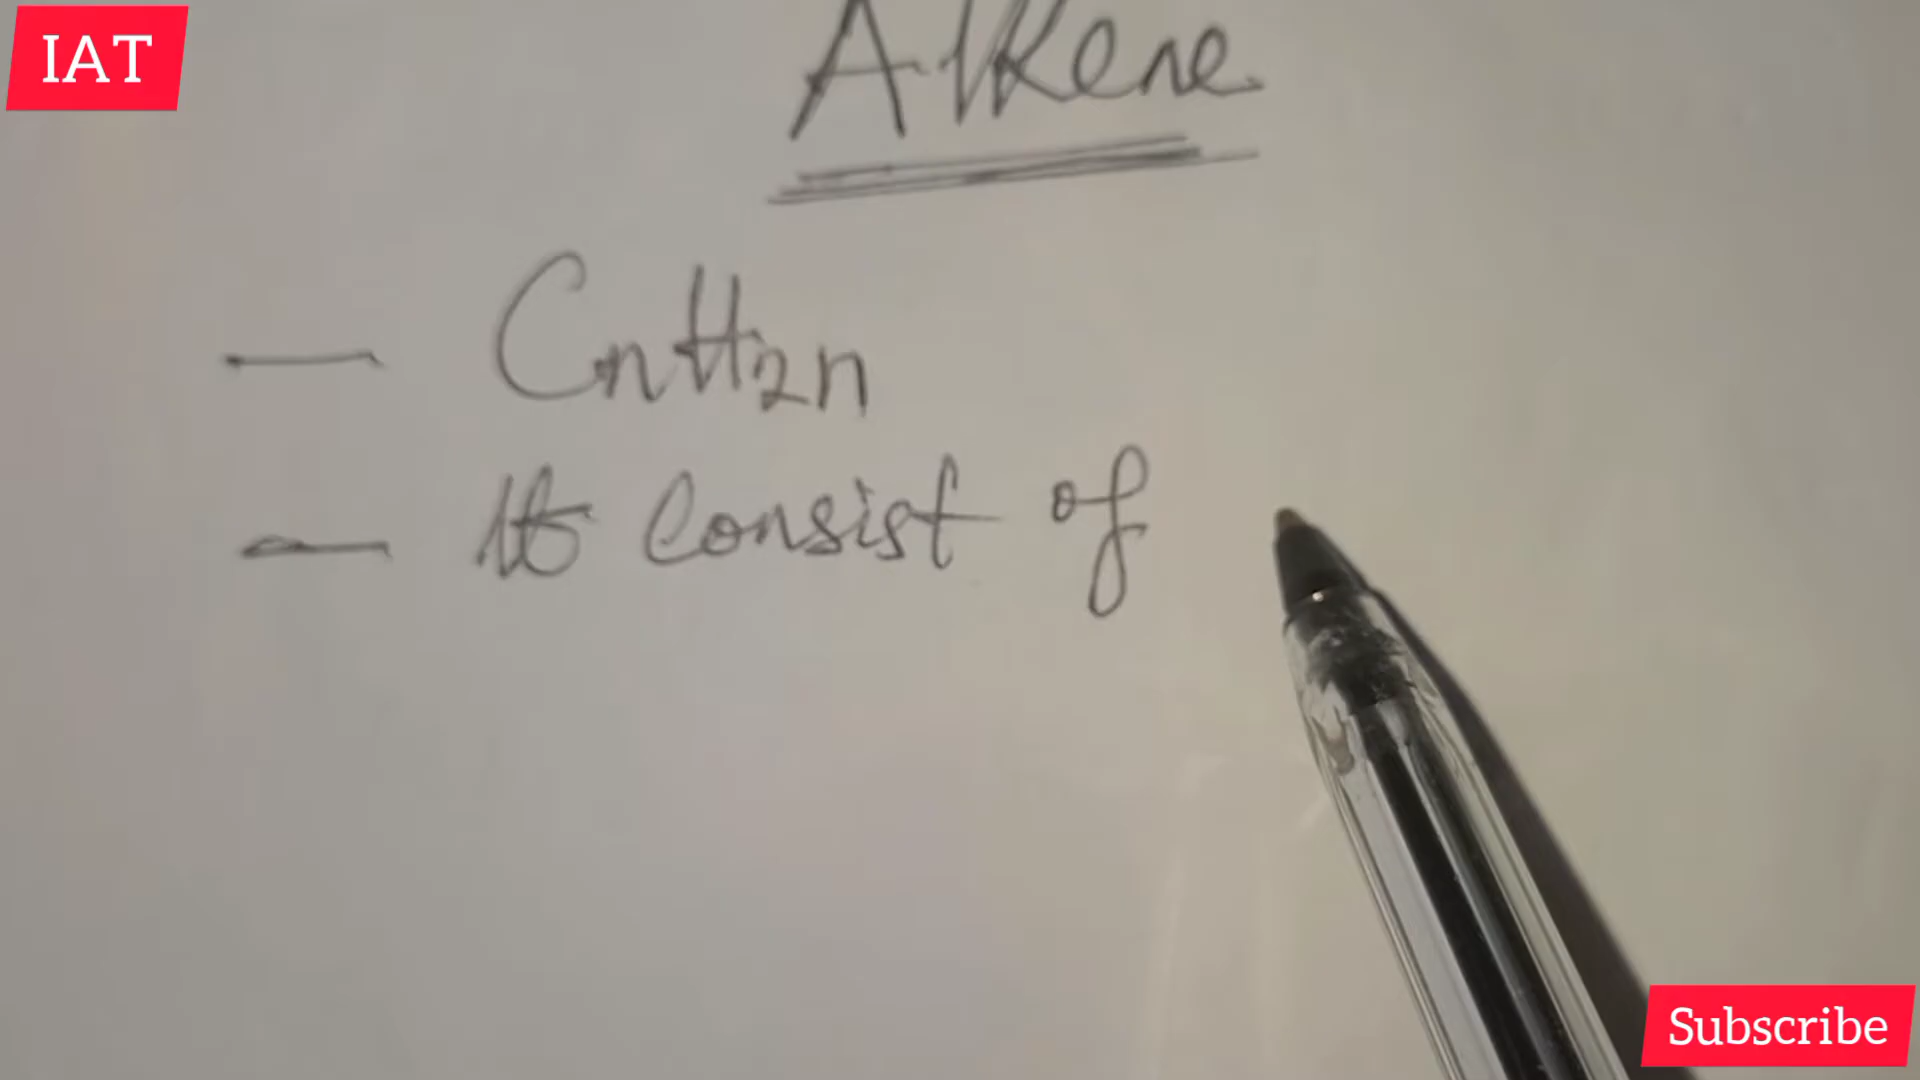 IAT
Alkene
— CnH2n
— It consist of
Subscribe